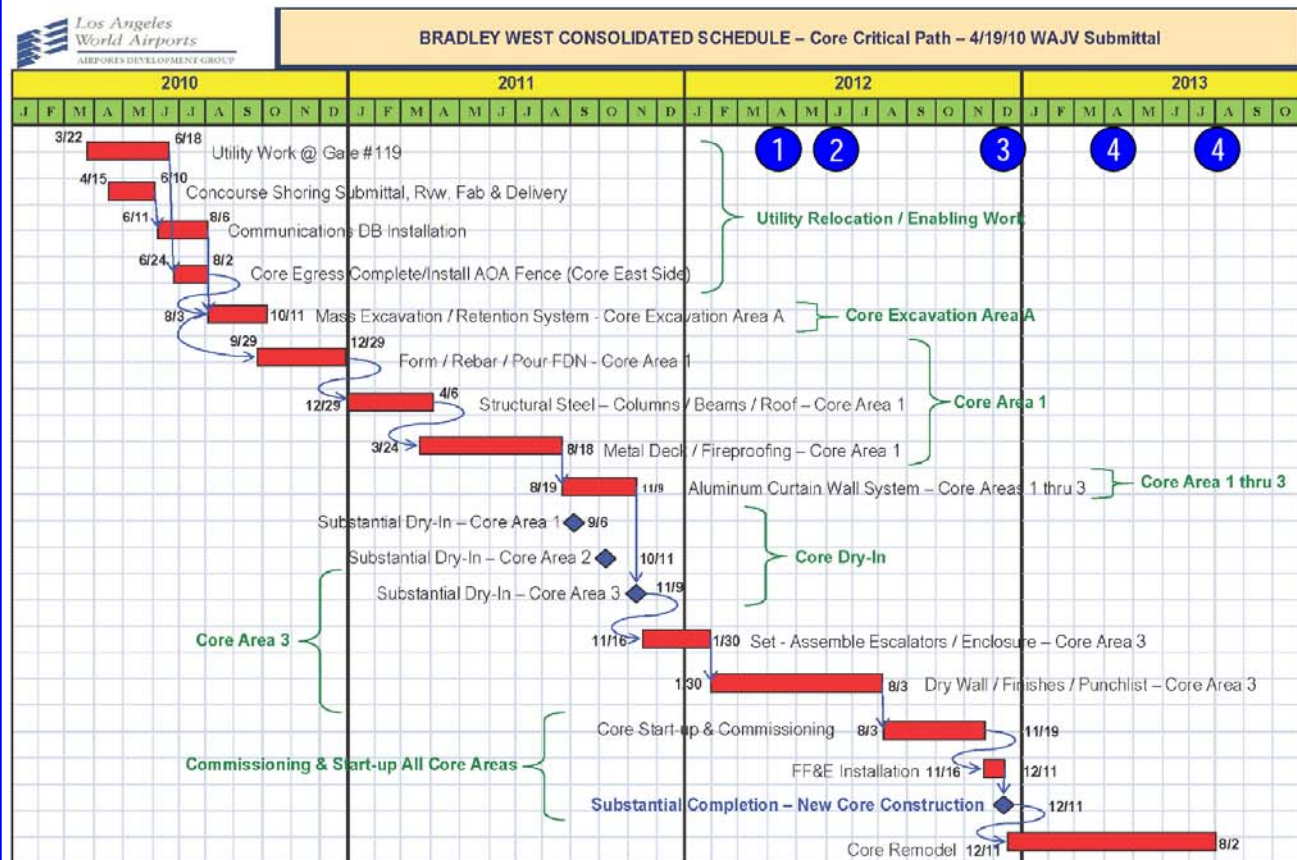 Los Angeles
World Airports
AIRPORTS DEVELOPMENT GROUP
BRADLEY WEST CONSOLIDATED SCHEDULE – Core Critical Path – 4/19/10 WAJV Submittal
2010 2011 2012 2013
J F M A M J J A S O N D J F M A M J J A S O N D J F M A M J J A S O N D J F M A M J J A S O
1 2 3 4 4
3/22 6/18 Utility Work @ Gate #119
4/15 6/10 Concourse Shoring Submittal, Rvw, Fab & Delivery
Utility Relocation / Enabling Work
6/11 8/6 Communications DB Installation
6/24 8/2 Core Egress Complete/Install AOA Fence (Core East Side)
8/3 10/11 Mass Excavation / Retention System - Core Excavation Area A
Core Excavation Area A
9/29 12/29 Form / Rebar / Pour FDN - Core Area 1
12/29 4/6 Structural Steel – Columns / Beams / Roof – Core Area 1
Core Area 1
3/24 8/18 Metal Deck / Fireproofing – Core Area 1
8/19 11/9 Aluminum Curtain Wall System – Core Areas 1 thru 3
Core Area 1 thru 3
Substantial Dry-In – Core Area 1 9/6
Substantial Dry-In – Core Area 2 10/11
Core Dry-In
Substantial Dry-In – Core Area 3 11/9
Core Area 3
11/16 1/30 Set - Assemble Escalators / Enclosure – Core Area 3
1/30 8/3 Dry Wall / Finishes / Punchlist – Core Area 3
Core Start-up & Commissioning 8/3 11/19
Commissioning & Start-up All Core Areas
FF&E Installation 11/16 12/11
Substantial Completion – New Core Construction 12/11
Core Remodel 12/11 8/2